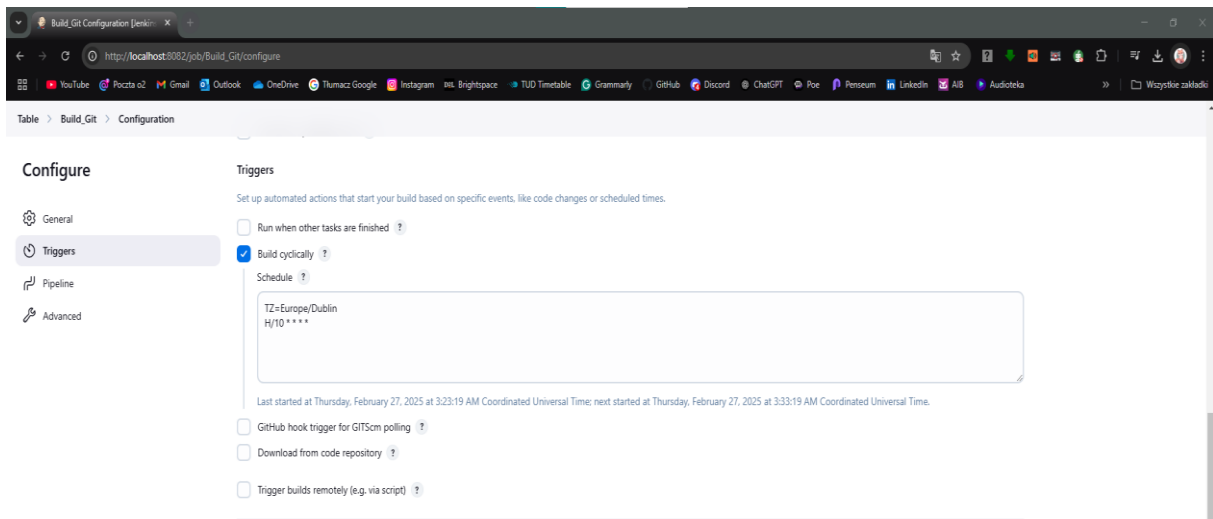 Build_Git Configuration [Jenkin
http://localhost:8082/job/Build_Git/configure
YouTube Poczta o2 Gmail Outlook OneDrive Tłumacz Google Instagram Brightspace TUD Timetable Grammarly GitHub Discord ChatGPT Poe Penseum LinkedIn AIB Audioteka » Wszystkie zakładki
Table > Build_Git > Configuration
Configure
General
Triggers
Pipeline
Advanced
Triggers
Set up automated actions that start your build based on specific events, like code changes or scheduled times.
Run when other tasks are finished ?
Build cyclically ?
Schedule ?
TZ=Europe/Dublin
H/10 * * * *
Last started at Thursday, February 27, 2025 at 3:23:19 AM Coordinated Universal Time; next started at Thursday, February 27, 2025 at 3:33:19 AM Coordinated Universal Time.
GitHub hook trigger for GITScm polling ?
Download from code repository ?
Trigger builds remotely (e.g. via script) ?